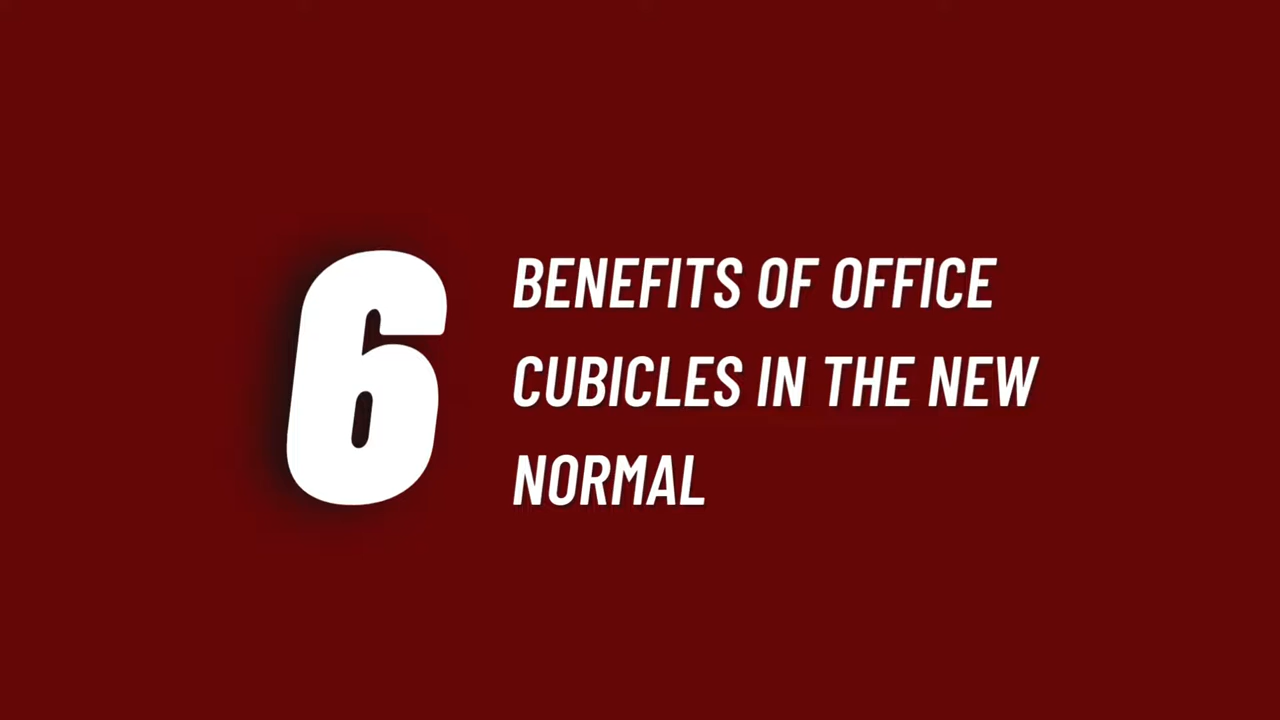 6
BENEFITS OF OFFICE
CUBICLES IN THE NEW
NORMAL